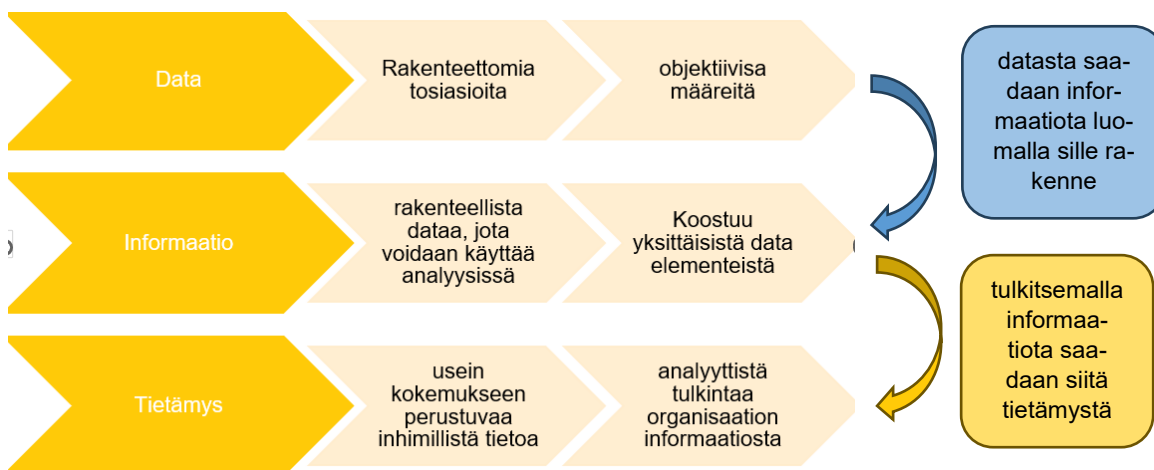 Data
Rakenteettomia
tosiasioita
objektiivisa
määreitä
datasta saa-
daan infor-
maatiota luo-
malla sille ra-
kenne
Informaatio
rakenteellista
dataa, jota
voidaan käyttää
analyysissä
Koostuu
yksittäisistä data
elementeistä
tulkitsemalla
informaa-
tiota saa-
daan siitä
tietämystä
Tietämys
usein
kokemukseen
perustuvaa
inhimillistä tietoa
analyyttistä
tulkintaa
organisaation
informaatiosta